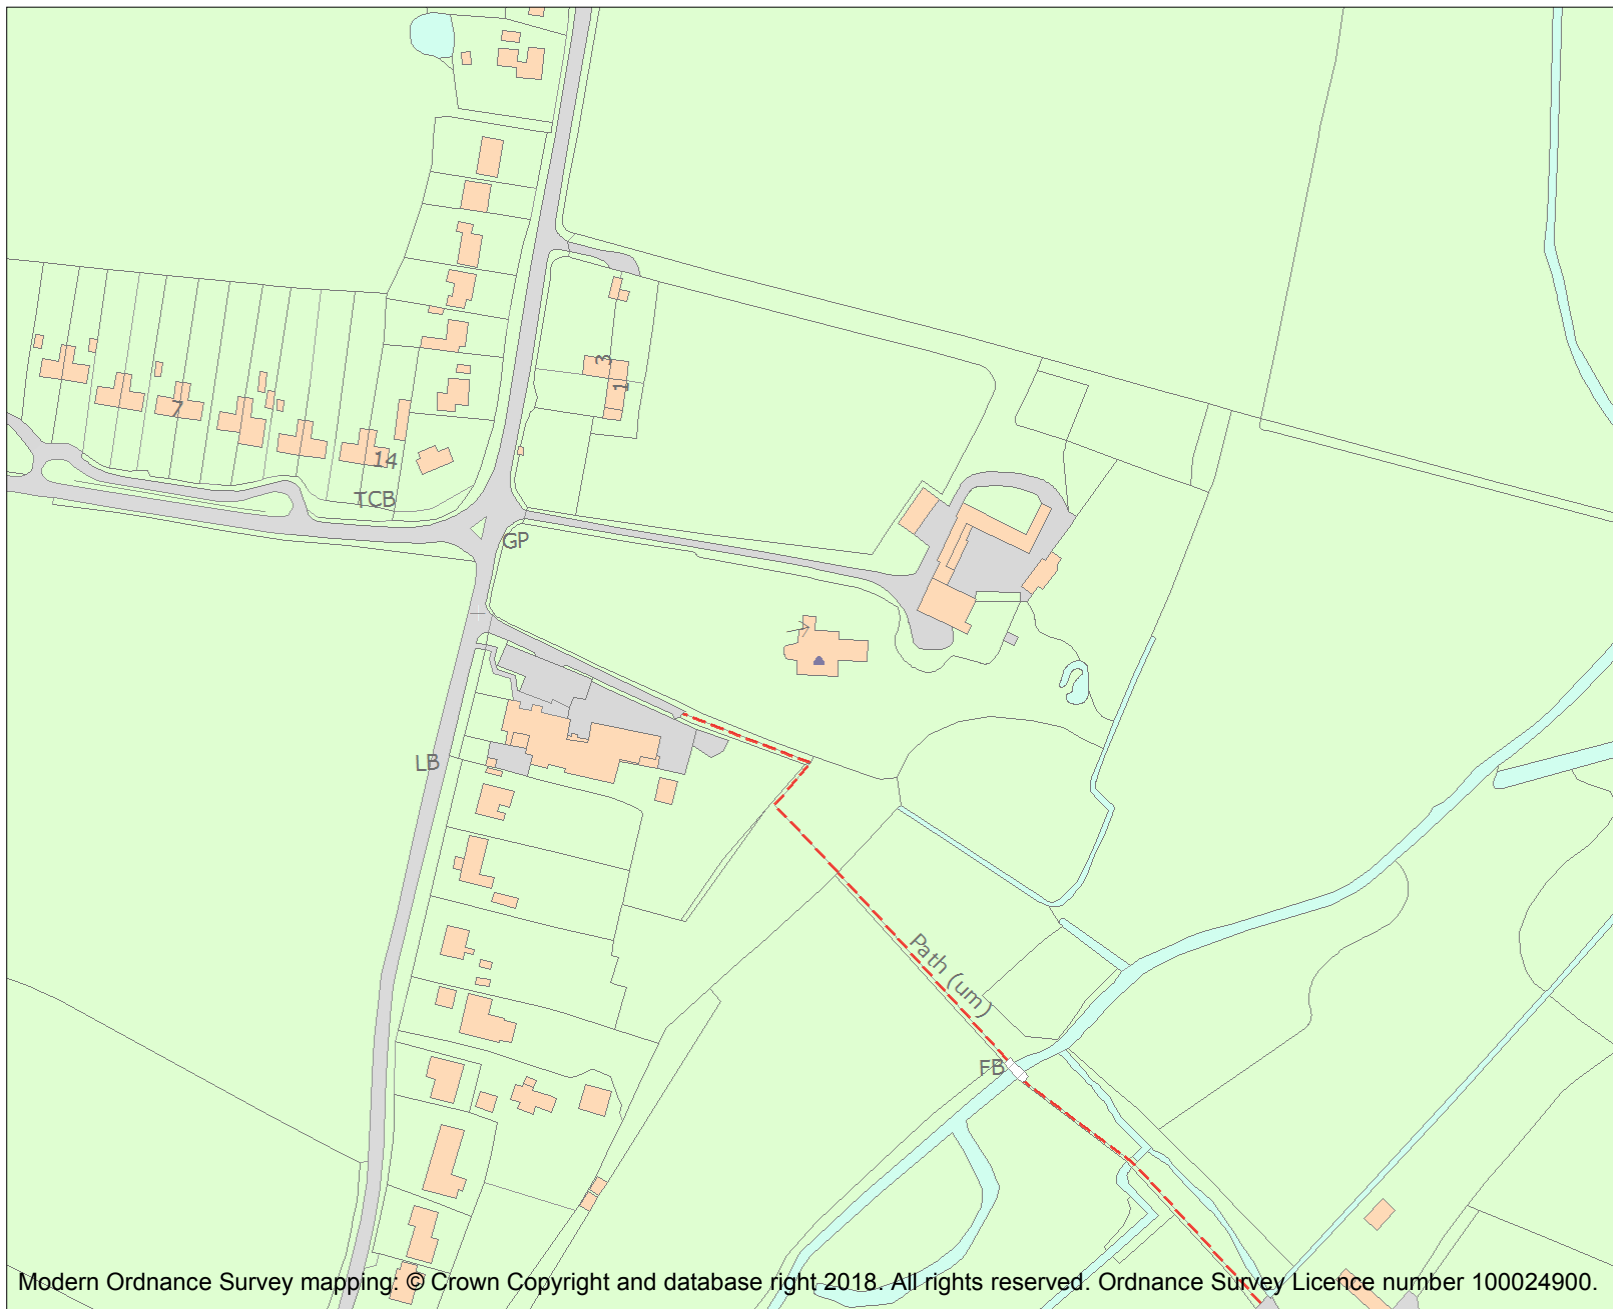 3
1
7
14
TCB
GP
LB
Path (um)
FB
Modern Ordnance Survey mapping: © Crown Copyright and database right 2018. All rights reserved. Ordnance Survey Licence number 100024900.